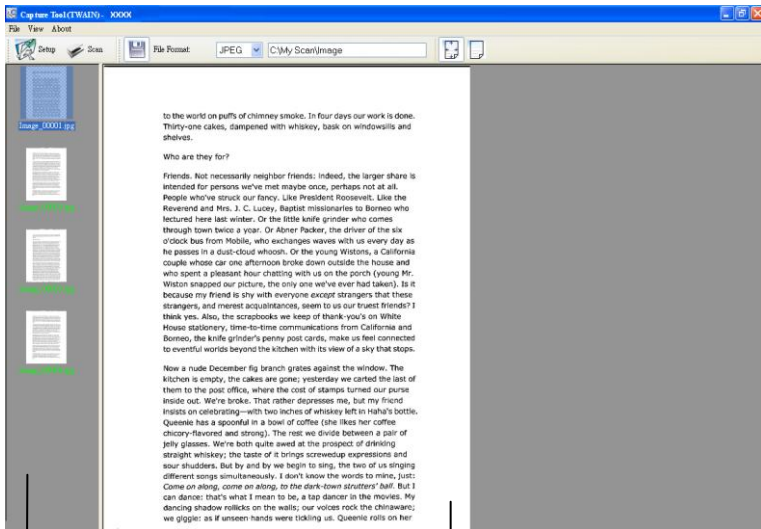 Capture Tool(TWAIN) - XXXX
File View About
Setup Scan File Format: JPEG C:\My Scan\Image
Image_00001.jpg
to the world on puffs of chimney smoke. In four days our work is done.
Thirty-one cakes, dampened with whiskey, bask on windowsills and
shelves.
Who are they for?
Friends. Not necessarily neighbor friends: indeed, the larger share is
intended for persons we've met maybe once, perhaps not at all.
People who've struck our fancy. Like President Roosevelt. Like the
Reverend and Mrs. J. C. Lucey, Baptist missionaries to Borneo who
lectured here last winter. Or the little knife grinder who comes
through town twice a year. Or Abner Packer, the driver of the six
o'clock bus from Mobile, who exchanges waves with us every day as
he passes in a dust-cloud whoosh. Or the young Wistons, a California
couple whose car one afternoon broke down outside the house and
who spent a pleasant hour chatting with us on the porch (young Mr.
Wiston snapped our picture, the only one we've ever had taken). Is it
because my friend is shy with everyone except strangers that these
strangers, and merest acquaintances, seem to us our truest friends? I
think yes. Also, the scrapbooks we keep of thank-you's on White
House stationery, time-to-time communications from California and
Borneo, the knife grinder's penny post cards, make us feel connected
to eventful worlds beyond the kitchen with its view of a sky that stops.
Now a nude December fig branch grates against the window. The
kitchen is empty, the cakes are gone; yesterday we carted the last of
them to the post office, where the cost of stamps turned our purse
inside out. We're broke. That rather depresses me, but my friend
insists on celebrating—with two inches of whiskey left in Haha's bottle.
Queenie has a spoonful in a bowl of coffee (she likes her coffee
chicory-flavored and strong). The rest we divide between a pair of
jelly glasses. We're both quite awed at the prospect of drinking
straight whiskey; the taste of it brings screwedup expressions and
sour shudders. But by and by we begin to sing, the two of us singing
different songs simultaneously. I don't know the words to mine, just:
Come on along, come on along, to the dark-town strutters' ball. But I
can dance: that's what I mean to be, a tap dancer in the movies. My
dancing shadow rollicks on the walls; our voices rock the chinaware;
we giggle: as if unseen hands were tickling us. Queenie rolls on her